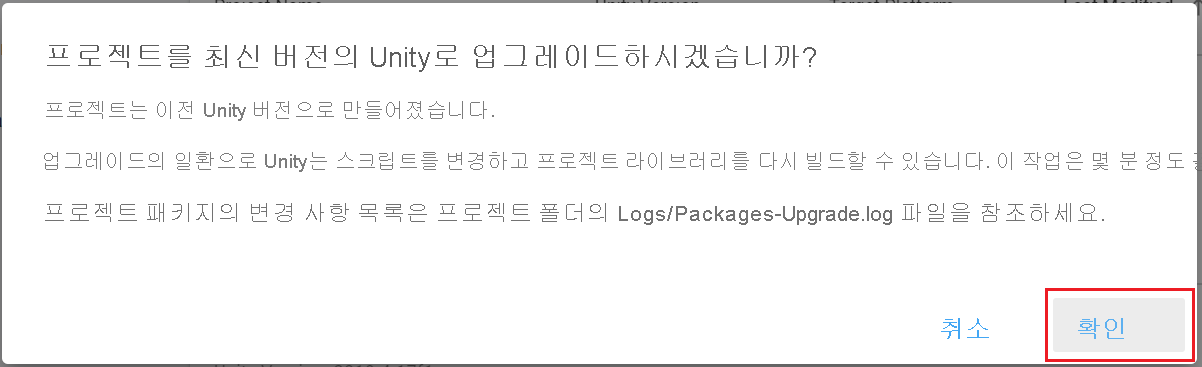 프로젝트를 최신 버전의 Unity로 업그레이드하시겠습니까?
프로젝트는 이전 Unity 버전으로 만들어졌습니다.
업그레이드의 일환으로 Unity는 스크립트를 변경하고 프로젝트 라이브러리를 다시 빌드할 수 있습니다. 이 작업은 몇 분 정도
프로젝트 패키지의 변경 사항 목록은 프로젝트 폴더의 Logs/Packages-Upgrade.log 파일을 참조하세요.
취소 확인